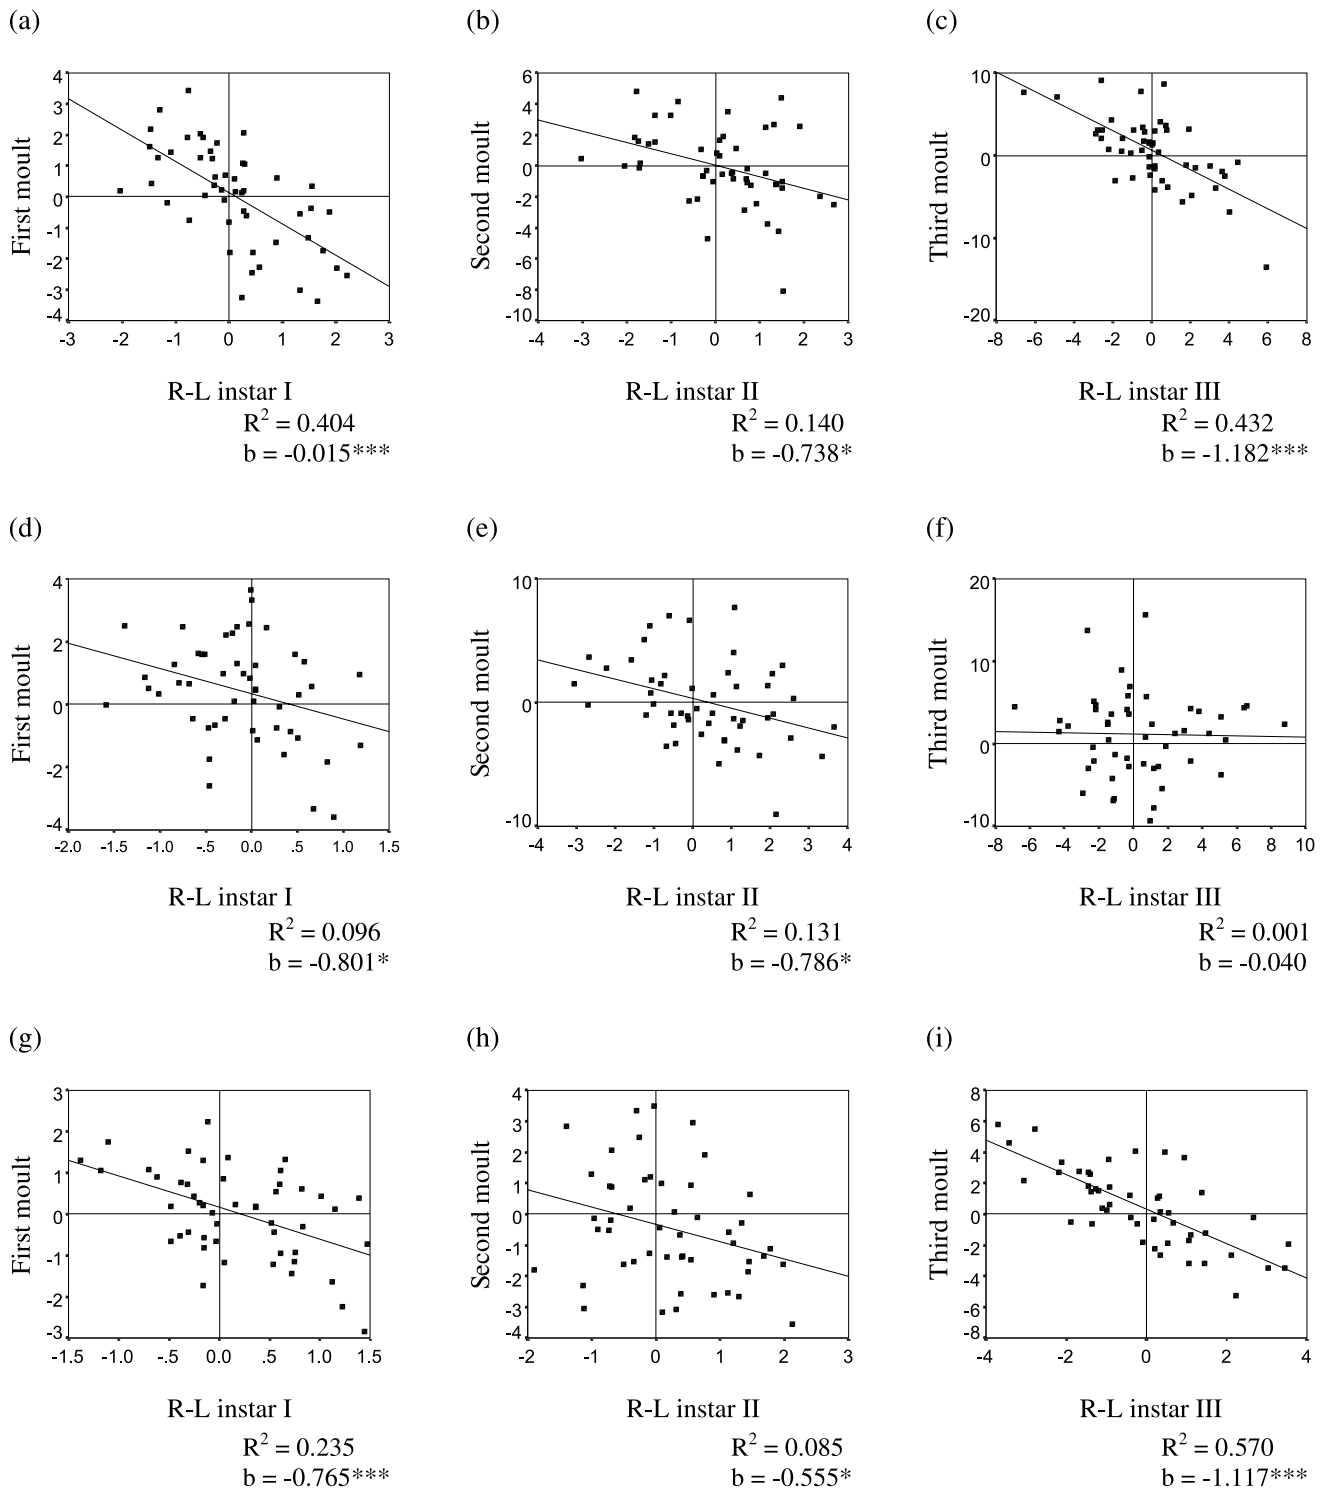 (a)
(b)
(c)
First moult
4
3
2
1
0
-1
-2
-3
-4
-3 -2 -1 0 1 2 3
R-L instar I
R² = 0.404
b = -0.015***
Second moult
6
4
2
0
-2
-4
-6
-8
-10
-4 -3 -2 -1 0 1 2 3
R-L instar II
R² = 0.140
b = -0.738*
Third moult
10
0
-10
-20
-8 -6 -4 -2 0 2 4 6 8
R-L instar III
R² = 0.432
b = -1.182***
(d)
(e)
(f)
First moult
4
2
0
-2
-4
-2.0 -1.5 -1.0 -.5 0.0 .5 1.0 1.5
R-L instar I
R² = 0.096
b = -0.801*
Second moult
10
0
-10
-4 -3 -2 -1 0 1 2 3 4
R-L instar II
R² = 0.131
b = -0.786*
Third moult
20
10
0
-10
-8 -6 -4 -2 0 2 4 6 8 10
R-L instar III
R² = 0.001
b = -0.040
(g)
(h)
(i)
First moult
3
2
1
0
-1
-2
-3
-1.5 -1.0 -.5 0.0 .5 1.0 1.5
R-L instar I
R² = 0.235
b = -0.765***
Second moult
4
3
2
1
0
-1
-2
-3
-4
-2 -1 0 1 2 3
R-L instar II
R² = 0.085
b = -0.555*
Third moult
8
6
4
2
0
-2
-4
-6
-8
-4 -2 0 2 4
R-L instar III
R² = 0.570
b = -1.117***